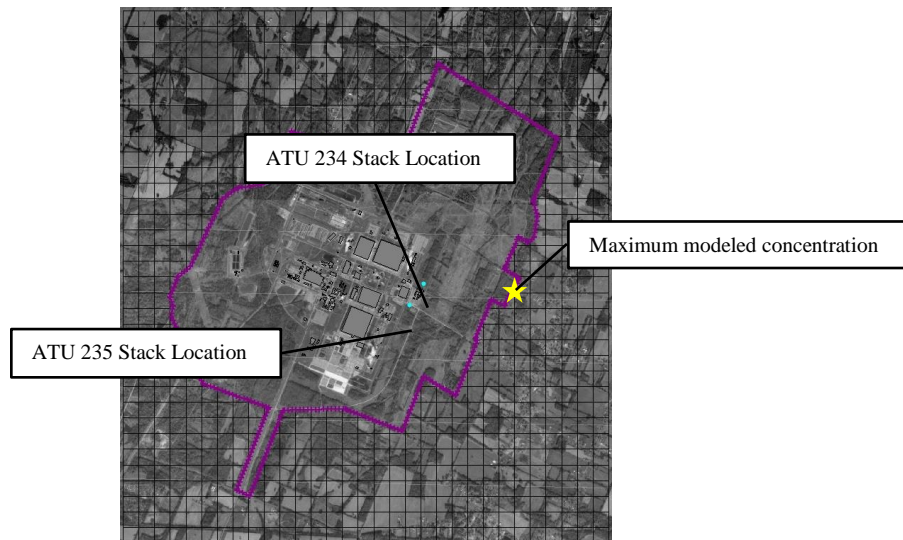 ATU 234 Stack Location
Maximum modeled concentration
ATU 235 Stack Location